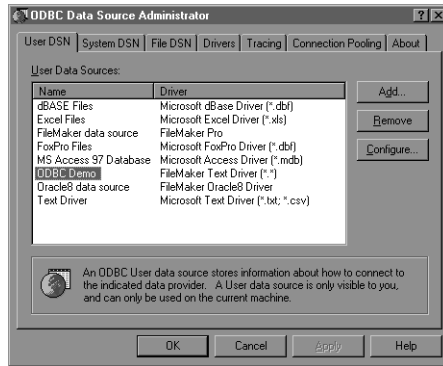 ODBC Data Source Administrator
User DSN System DSN File DSN Drivers Tracing Connection Pooling About
User Data Sources:
Name Driver
dBASE Files Microsoft dBase Driver (*.dbf)
Excel Files Microsoft Excel Driver (*.xls)
FileMaker data source FileMaker Pro
FoxPro Files Microsoft FoxPro Driver (*.dbf)
MS Access 97 Database Microsoft Access Driver (*.mdb)
ODBC Demo FileMaker Text Driver (*.*)
Oracle8 data source FileMaker Oracle8 Driver
Text Driver Microsoft Text Driver (*.txt; *.csv)
Add...
Remove
Configure...
An ODBC User data source stores information about how to connect to
the indicated data provider. A User data source is only visible to you,
and can only be used on the current machine.
OK Cancel Apply Help